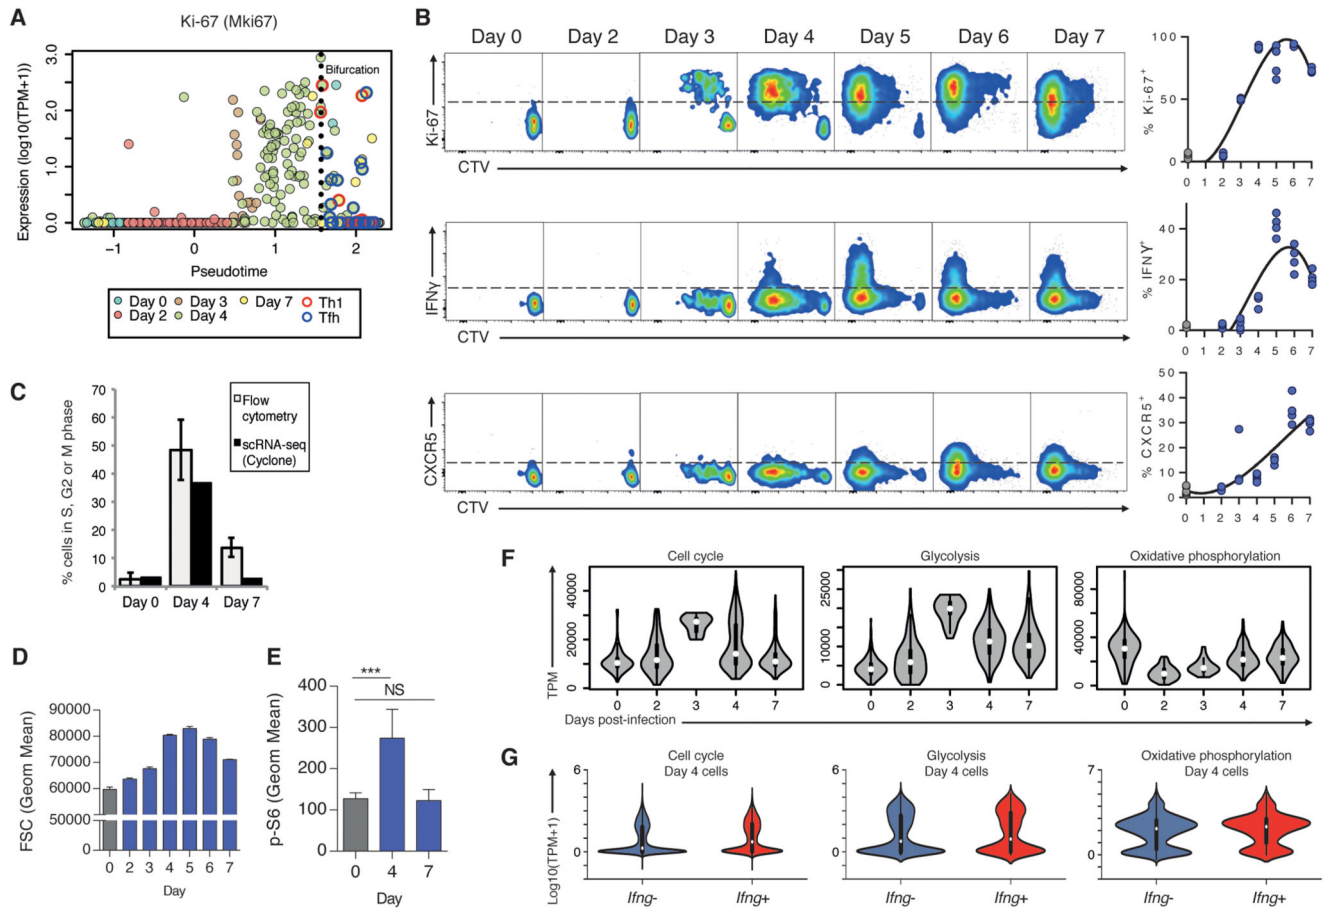 A
Ki-67 (Mki67)
Expression (log10(TPM+1))
3.0
2.0
1.0
0.0
Bifurcation
−1
0
1
2
Pseudotime
Day 0
Day 3
Day 7
Th1
Day 2
Day 4
Tfh
B
Day 0
Day 2
Day 3
Day 4
Day 5
Day 6
Day 7
Ki-67
CTV
% Ki-67+
100
50
0
0 1 2 3 4 5 6 7
IFNγ
CTV
% IFNγ+
40
20
0
0 1 2 3 4 5 6 7
CXCR5
CTV
% CXCR5+
50
40
30
20
10
0
0 1 2 3 4 5 6 7
C
% cells in S, G2 or M phase
70
60
50
40
30
20
10
0
Flow
cytometry
scRNA-seq
(Cyclone)
Day 0
Day 4
Day 7
D
FSC (Geom Mean)
90000
80000
70000
60000
50000
0
0 2 3 4 5 6 7
Day
E
p-S6 (Geom Mean)
400
300
200
100
0
***
NS
0 4 7
Day
F
Cell cycle
Glycolysis
Oxidative phosphorylation
TPM
40000
20000
0
0 2 3 4 7
25000
10000
0
0 2 3 4 7
80000
40000
0
0 2 3 4 7
Days post-infection
G
Cell cycle
Day 4 cells
Glycolysis
Day 4 cells
Oxidative phosphorylation
Day 4 cells
Log10(TPM+1)
6
0
Ifng-
Ifng+
6
0
Ifng-
Ifng+
7
0
Ifng-
Ifng+